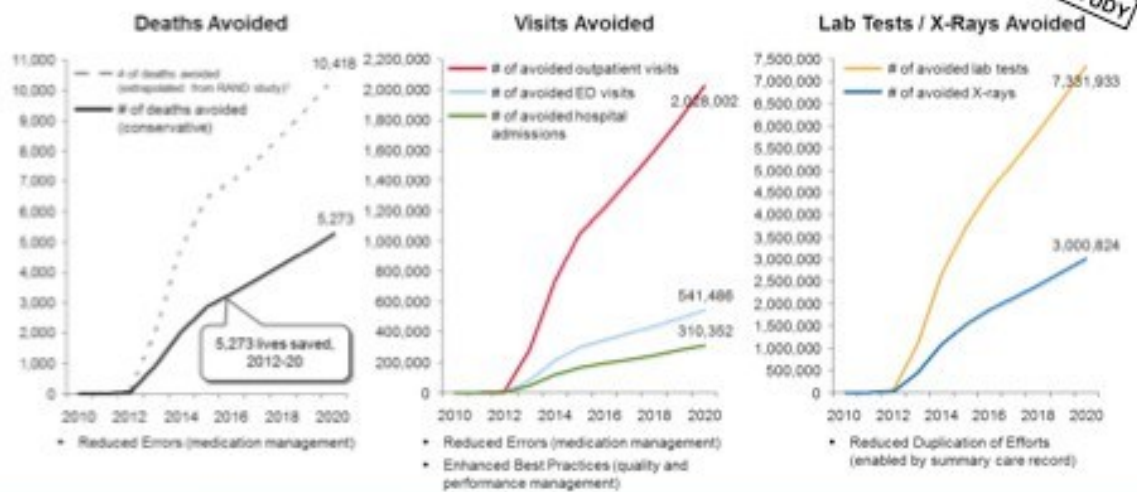 UDY
Deaths Avoided
11,000
10,000
9,000
8,000
7,000
6,000
5,000
4,000
3,000
2,000
1,000
0
# of deaths avoided
(extrapolated from RAND study)
# of deaths avoided
(conservative)
10,418
5,273
5,273 lives saved,
2012-20
2010 2012 2014 2016 2018 2020
• Reduced Errors (medication management)
Visits Avoided
2,200,000
2,000,000
1,800,000
1,600,000
1,400,000
1,200,000
1,000,000
800,000
600,000
400,000
200,000
0
# of avoided outpatient visits
# of avoided ED visits
# of avoided hospital
admissions
2,028,002
541,486
310,352
2010 2012 2014 2016 2018 2020
• Reduced Errors (medication management)
• Enhanced Best Practices (quality and
performance management)
Lab Tests / X-Rays Avoided
7,500,000
7,000,000
6,500,000
6,000,000
5,500,000
5,000,000
4,500,000
4,000,000
3,500,000
3,000,000
2,500,000
2,000,000
1,500,000
1,000,000
500,000
0
# of avoided lab tests
# of avoided X-rays
7,331,933
3,000,824
2010 2012 2014 2016 2018 2020
• Reduced Duplication of Efforts
(enabled by summary care record)